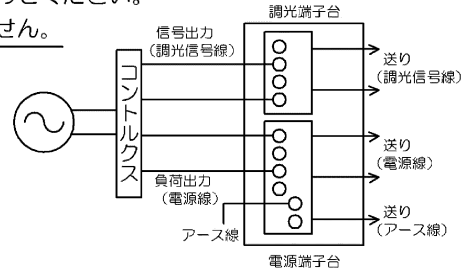 ください。
せん。
調光端子台
信号出力
(調光信号線)
送り
(調光信号線)
コントルクス
送り
(電源線)
負荷出力
(電源線)
アース線
送り
(アース線)
電源端子台